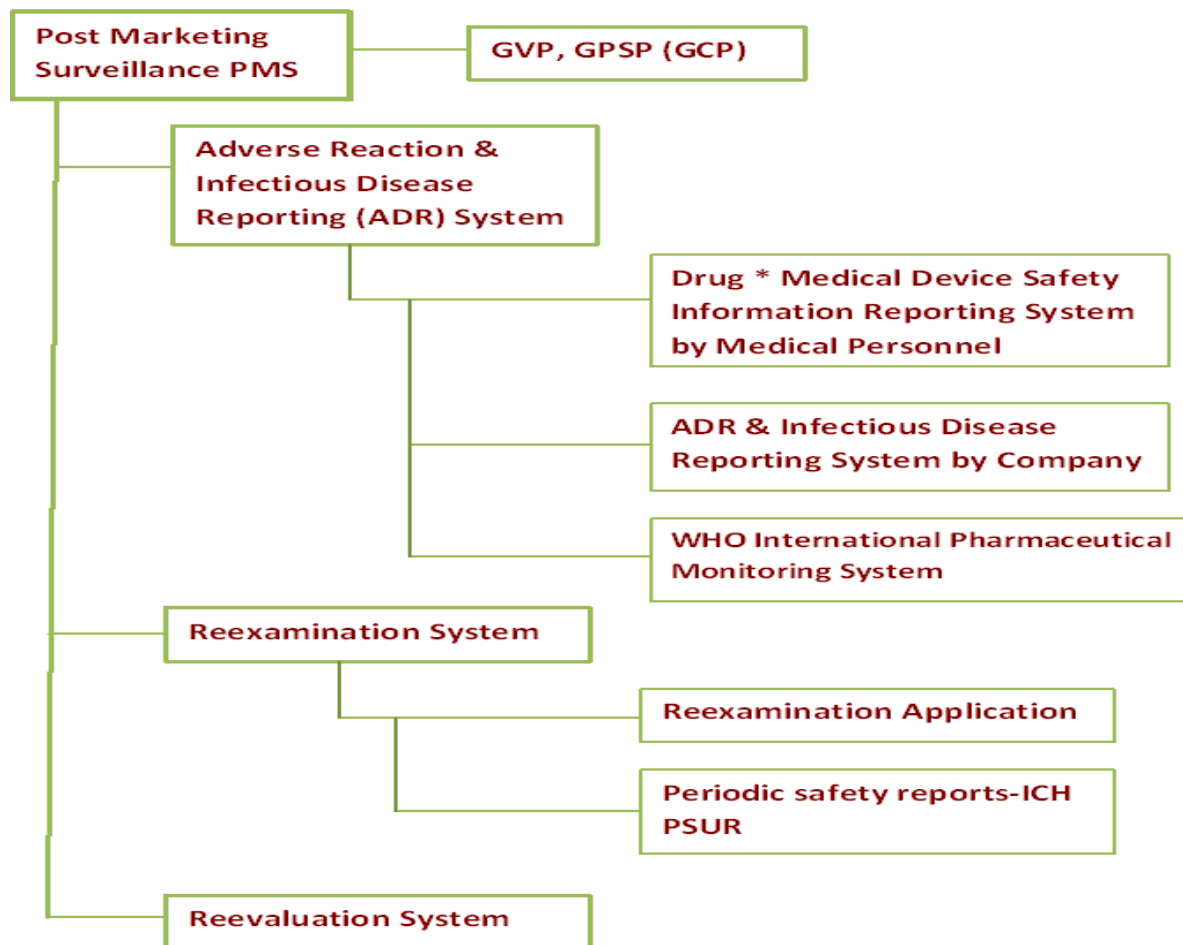 Post Marketing
Surveillance PMS
GVP, GPSP (GCP)
Adverse Reaction &
Infectious Disease
Reporting (ADR) System
Drug * Medical Device Safety
Information Reporting System
by Medical Personnel
ADR & Infectious Disease
Reporting System by Company
WHO International Pharmaceutical
Monitoring System
Reexamination System
Reexamination Application
Periodic safety reports-ICH
PSUR
Reevaluation System